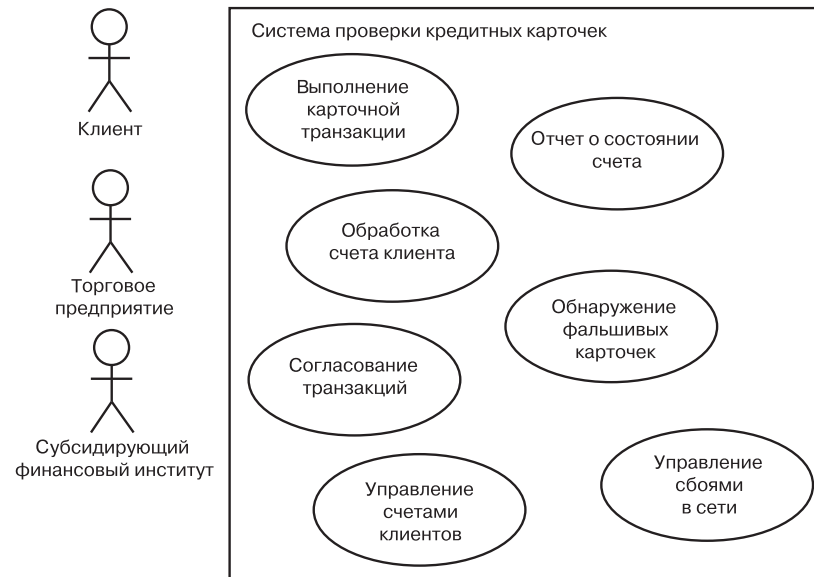 Система проверки кредитных карточек
Клиент
Торговое
предприятие
Субсидирующий
финансовый институт
Выполнение
карточной
транзакции
Отчет о состоянии
счета
Обработка
счета клиента
Обнаружение
фальшивых
карточек
Согласование
транзакций
Управление
счетами
клиентов
Управление
сбоями
в сети